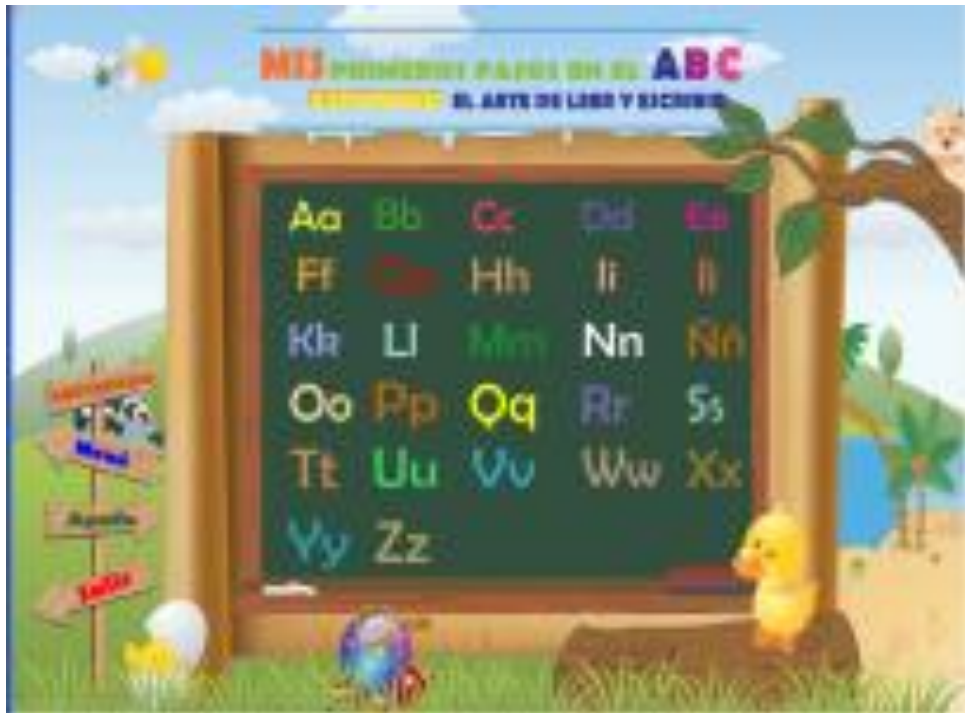 MIS PRIMEROS PASOS EN EL ABC
EL ARTE DE LEER Y ESCRIBIR
Aa Bb Cc Dd Ee
Ff Gg Hh Ii
Kk Ll Mm Nn Ññ
Oo Pp Qq Rr Ss
Tt Uu Vv Ww Xx
Yy Zz
Menú
Ayuda
Salir